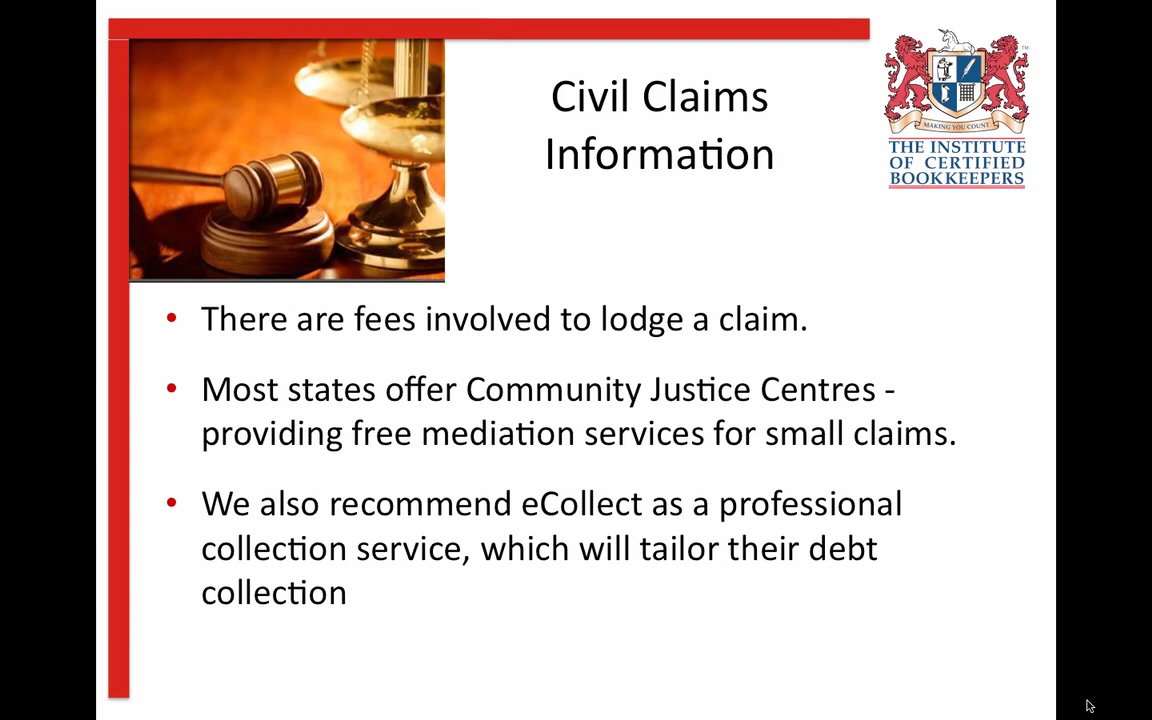 Civil Claims
Information
TM
MAKING YOU COUNT
THE INSTITUTE
OF CERTIFIED
BOOKKEEPERS
• There are fees involved to lodge a claim.
• Most states offer Community Justice Centres -
providing free mediation services for small claims.
• We also recommend eCollect as a professional
collection service, which will tailor their debt
collection